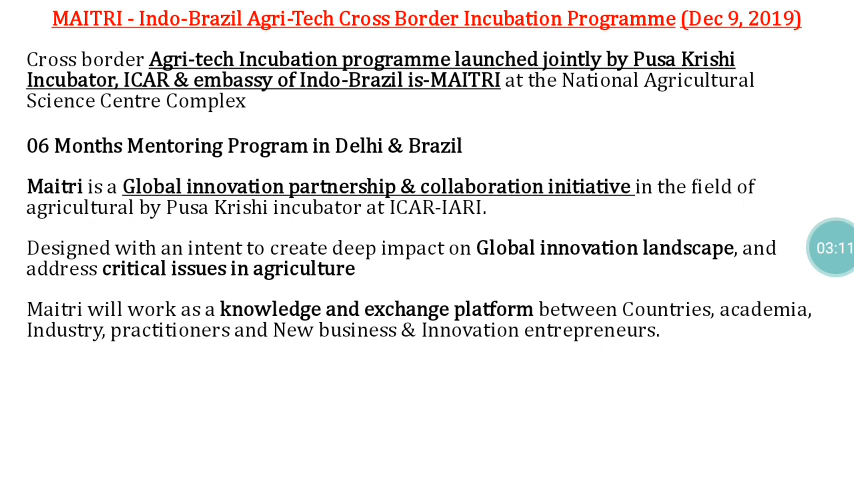 MAITRI - Indo-Brazil Agri-Tech Cross Border Incubation Programme (Dec 9, 2019)
Cross border Agri-tech Incubation programme launched jointly by Pusa Krishi
Incubator, ICAR & embassy of Indo-Brazil is-MAITRI at the National Agricultural
Science Centre Complex
06 Months Mentoring Program in Delhi & Brazil
Maitri is a Global innovation partnership & collaboration initiative in the field of
agricultural by Pusa Krishi incubator at ICAR-IARI.
Designed with an intent to create deep impact on Global innovation landscape, and
address critical issues in agriculture
03:11
Maitri will work as a knowledge and exchange platform between Countries, academia,
Industry, practitioners and New business & Innovation entrepreneurs.